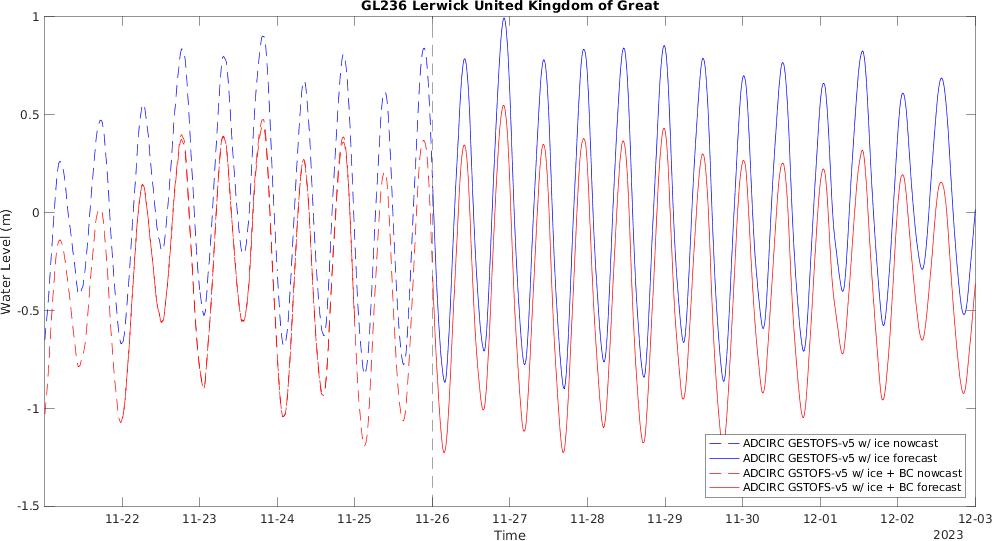 GL236 Lerwick United Kingdom of Great
1
0.5
0
-0.5
-1
-1.5
Water Level (m)
ADCIRC GESTOFS-v5 w/ ice nowcast
ADCIRC GESTOFS-v5 w/ ice forecast
ADCIRC GSTOFS-v5 w/ ice + BC nowcast
ADCIRC GSTOFS-v5 w/ ice + BC forecast
11-22 11-23 11-24 11-25 11-26 11-27 11-28 11-29 11-30 12-01 12-02 12-03
Time
2023